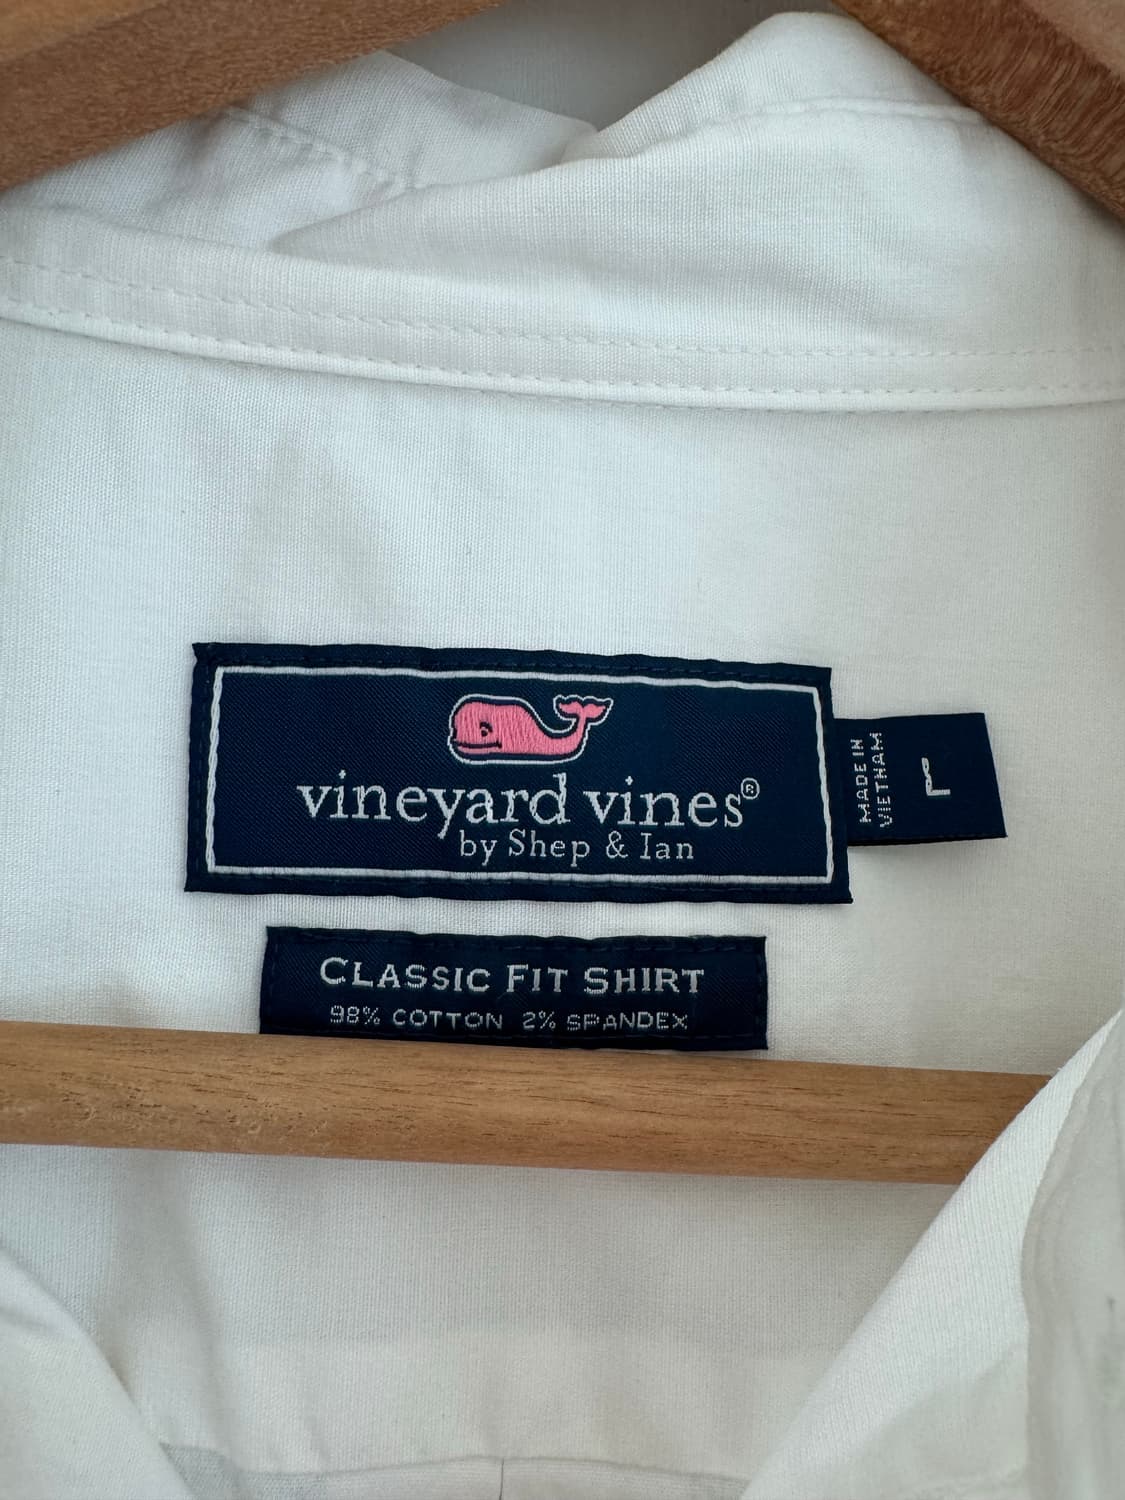 vineyard vines®
by Shep & Ian
MADE IN
VIETNAM
L
CLASSIC FIT SHIRT
98% COTTON 2% SPANDEX